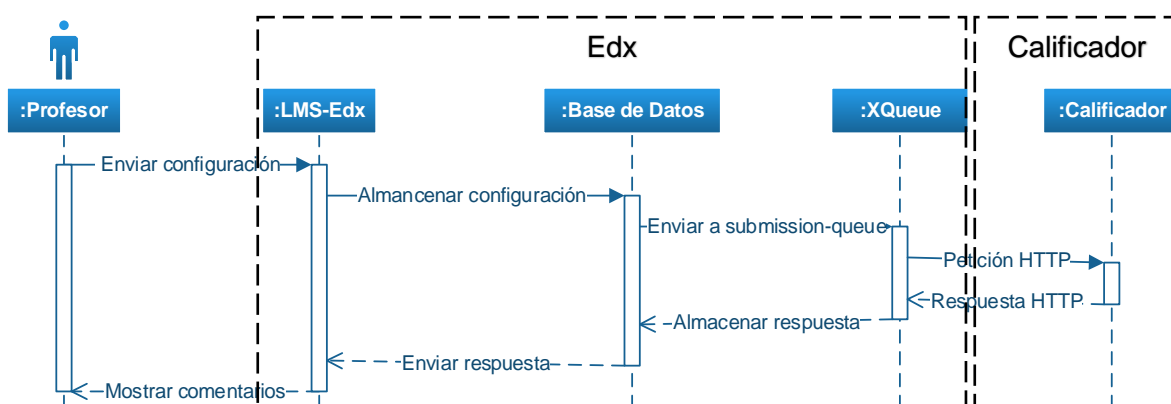 Edx
Calificador
:Profesor
:LMS-Edx
:Base de Datos
:XQueue
:Calificador
Enviar configuración
Almancenar configuración
Enviar a submission-queue
Petición HTTP
Respuesta HTTP
Almacenar respuesta
Enviar respuesta
Mostrar comentarios